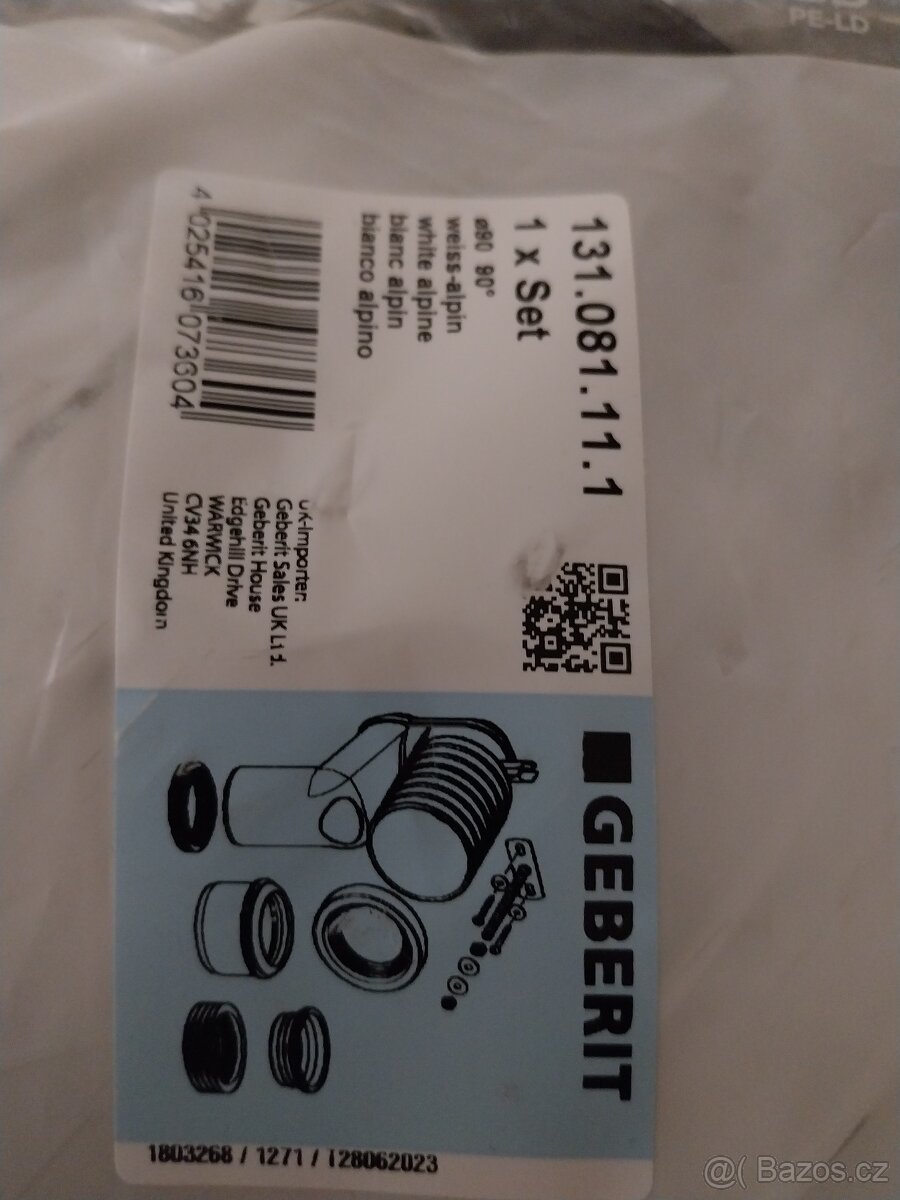 PE-LD
131.081.11.1
1 x Set
ø90 90°
weiss-alpin
white alpine
blanc alpin
bianco alpino
4 025416 073604
UK-Importer:
Geberit Sales UK Ltd.
Geberit House
Edgehill Drive
WARWICK
CV34 6NH
United Kingdom
GEBERIT
1803268 / 1271 / T28062023
@( Bazos.cz